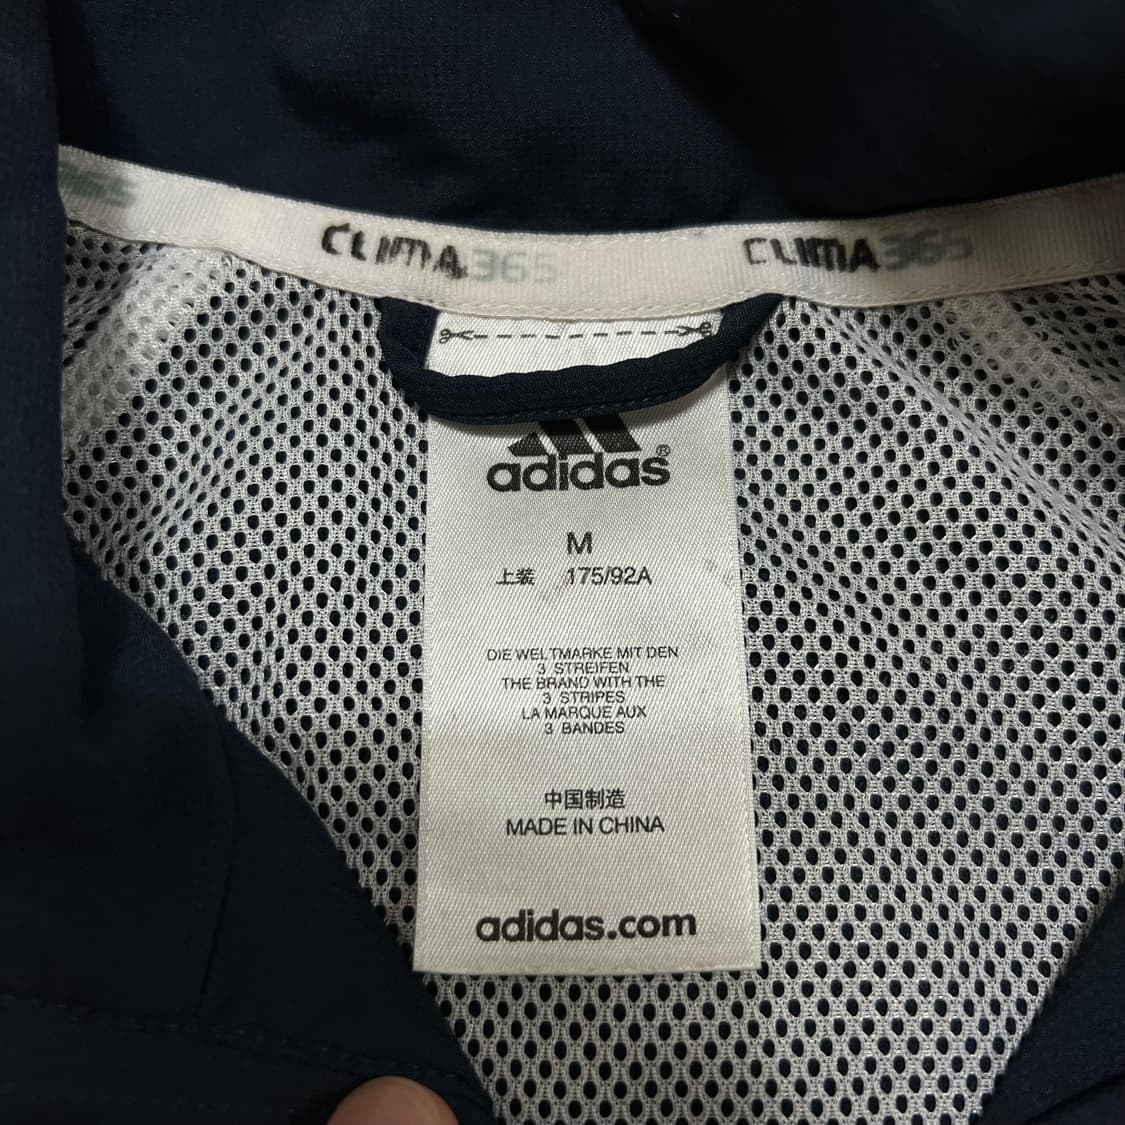 CLIMA365 CLIMA365
adidas®
M
上装 175/92A
DIE WELTMARKE MIT DEN
3 STREIFEN
THE BRAND WITH THE
3 STRIPES
LA MARQUE AUX
3 BANDES
中国制造
MADE IN CHINA
adidas.com